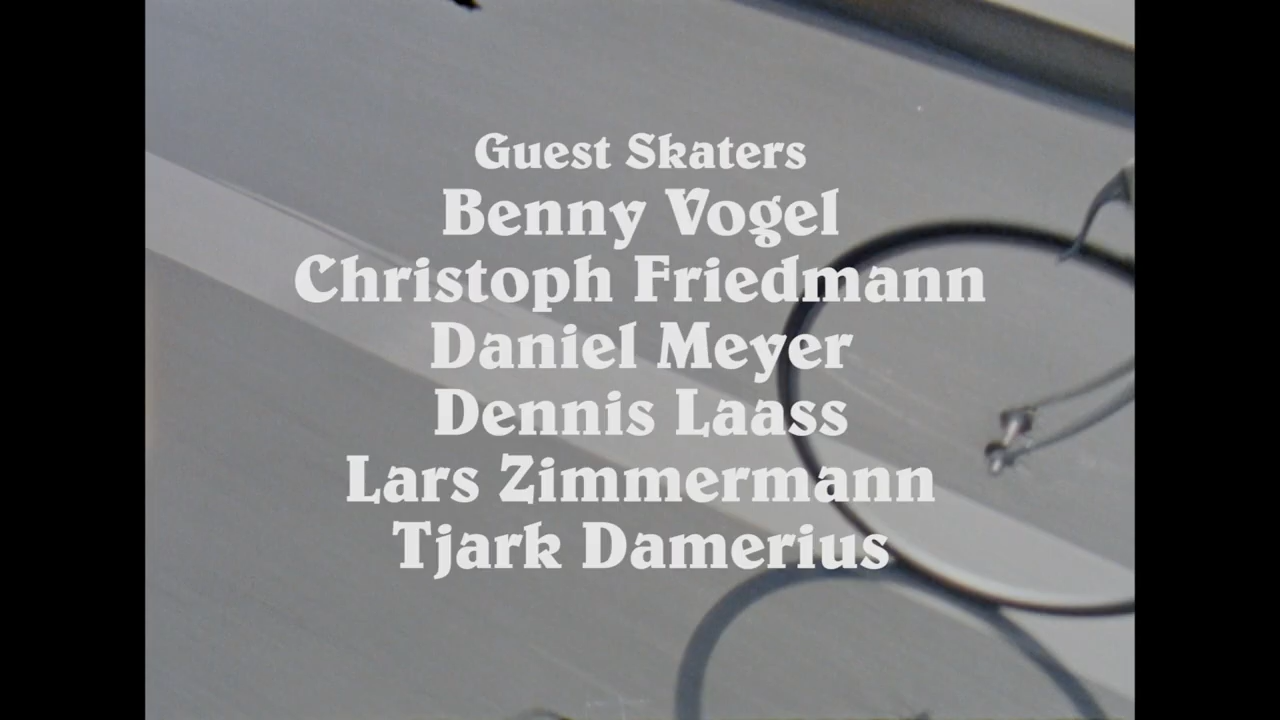 Guest Skaters
Benny Vogel
Christoph Friedmann
Daniel Meyer
Dennis Laass
Lars Zimmermann
Tjark Damerius